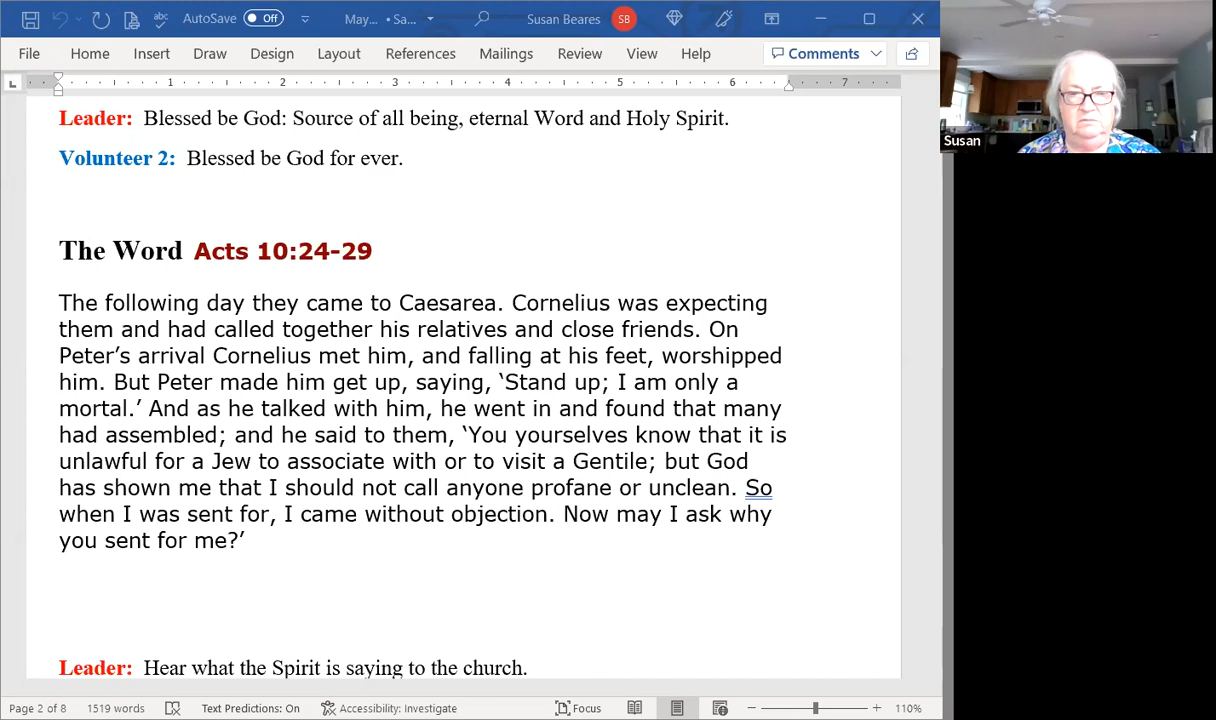 AutoSave Off May... • Sa... Susan Beares SB
File Home Insert Draw Design Layout References Mailings Review View Help Comments
L 1 2 3 4 5 6 7
Leader: Blessed be God: Source of all being, eternal Word and Holy Spirit.
Volunteer 2: Blessed be God for ever.
The Word Acts 10:24-29
The following day they came to Caesarea. Cornelius was expecting
them and had called together his relatives and close friends. On
Peter’s arrival Cornelius met him, and falling at his feet, worshipped
him. But Peter made him get up, saying, ‘Stand up; I am only a
mortal.’ And as he talked with him, he went in and found that many
had assembled; and he said to them, ‘You yourselves know that it is
unlawful for a Jew to associate with or to visit a Gentile; but God
has shown me that I should not call anyone profane or unclean. So
when I was sent for, I came without objection. Now may I ask why
you sent for me?’
Leader: Hear what the Spirit is saying to the church.
Page 2 of 8 1519 words Text Predictions: On Accessibility: Investigate Focus 110%
Susan